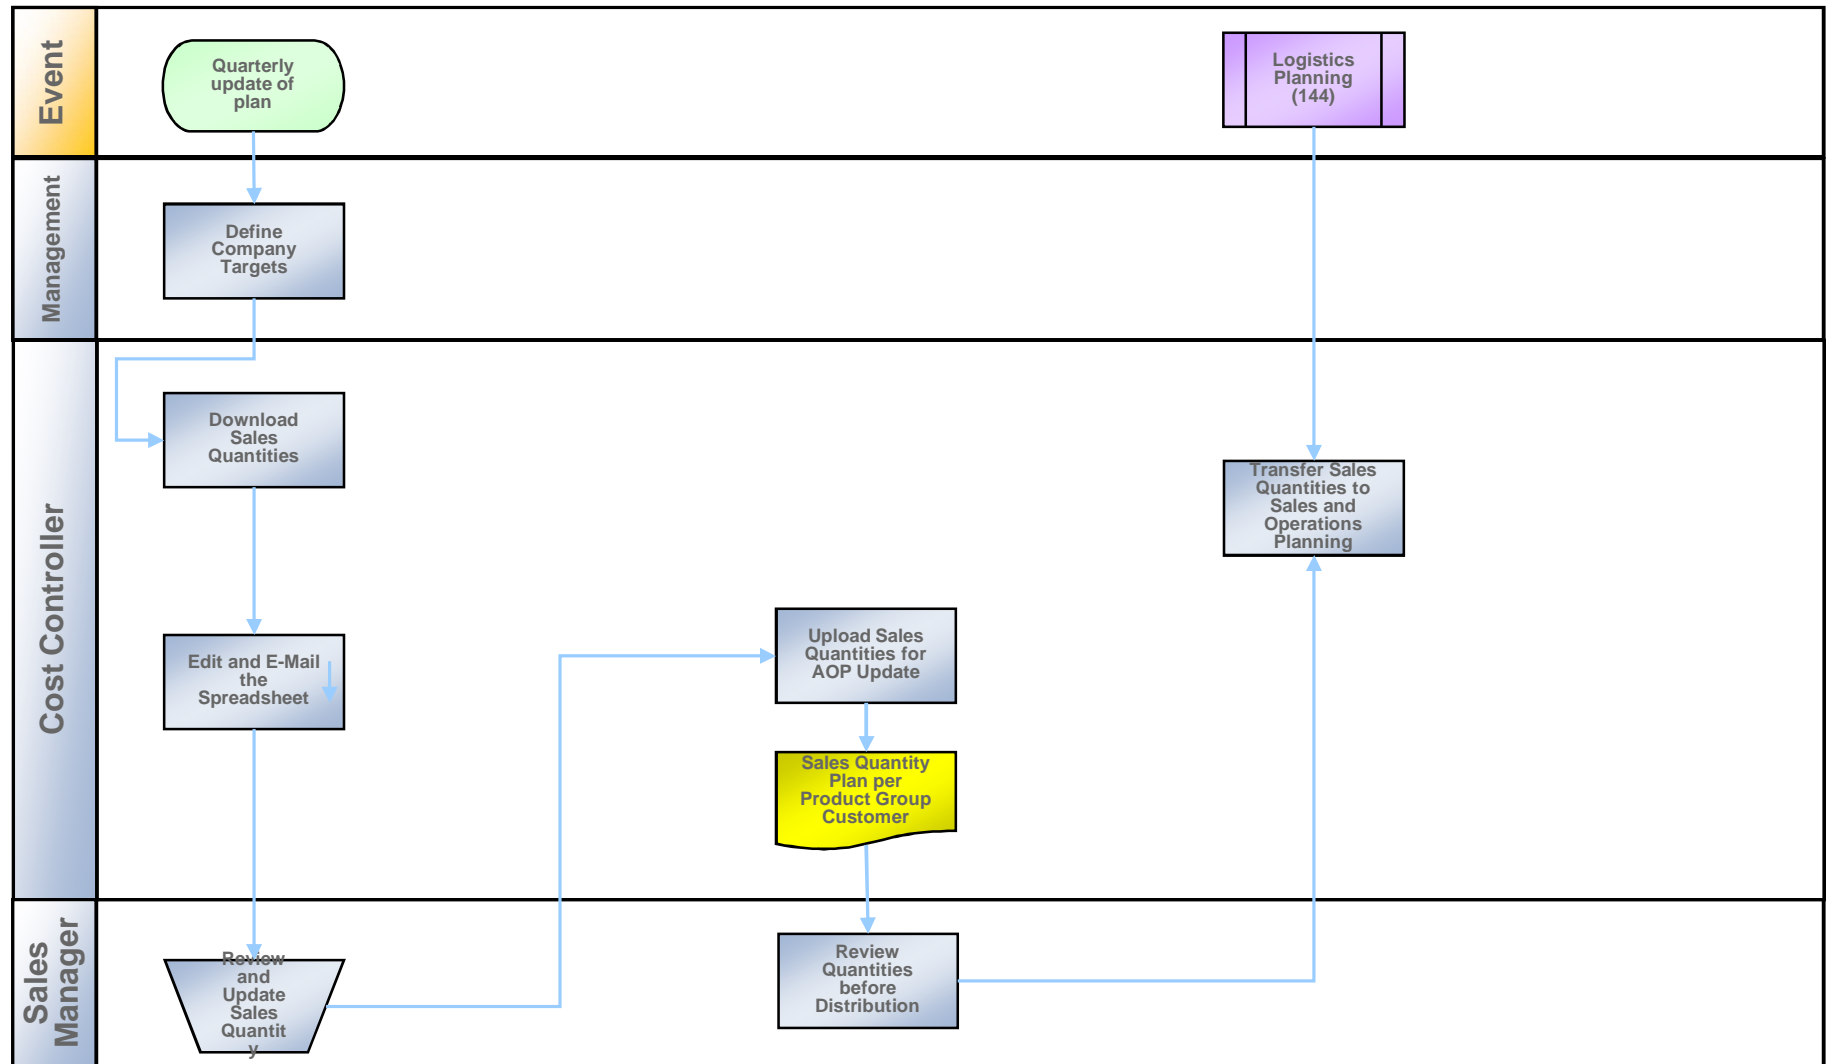 Event
Quarterly
update of
plan
Logistics
Planning
(144)
Management
Define
Company
Targets
Cost Controller
Download
Sales
Quantities
Transfer Sales
Quantities to
Sales and
Operations
Planning
Edit and E-Mail
the
Spreadsheet
Upload Sales
Quantities for
AOP Update
Sales Quantity
Plan per
Product Group
Customer
Sales
Manager
Review
and
Update
Sales
Quantit
y
Review
Quantities
before
Distribution